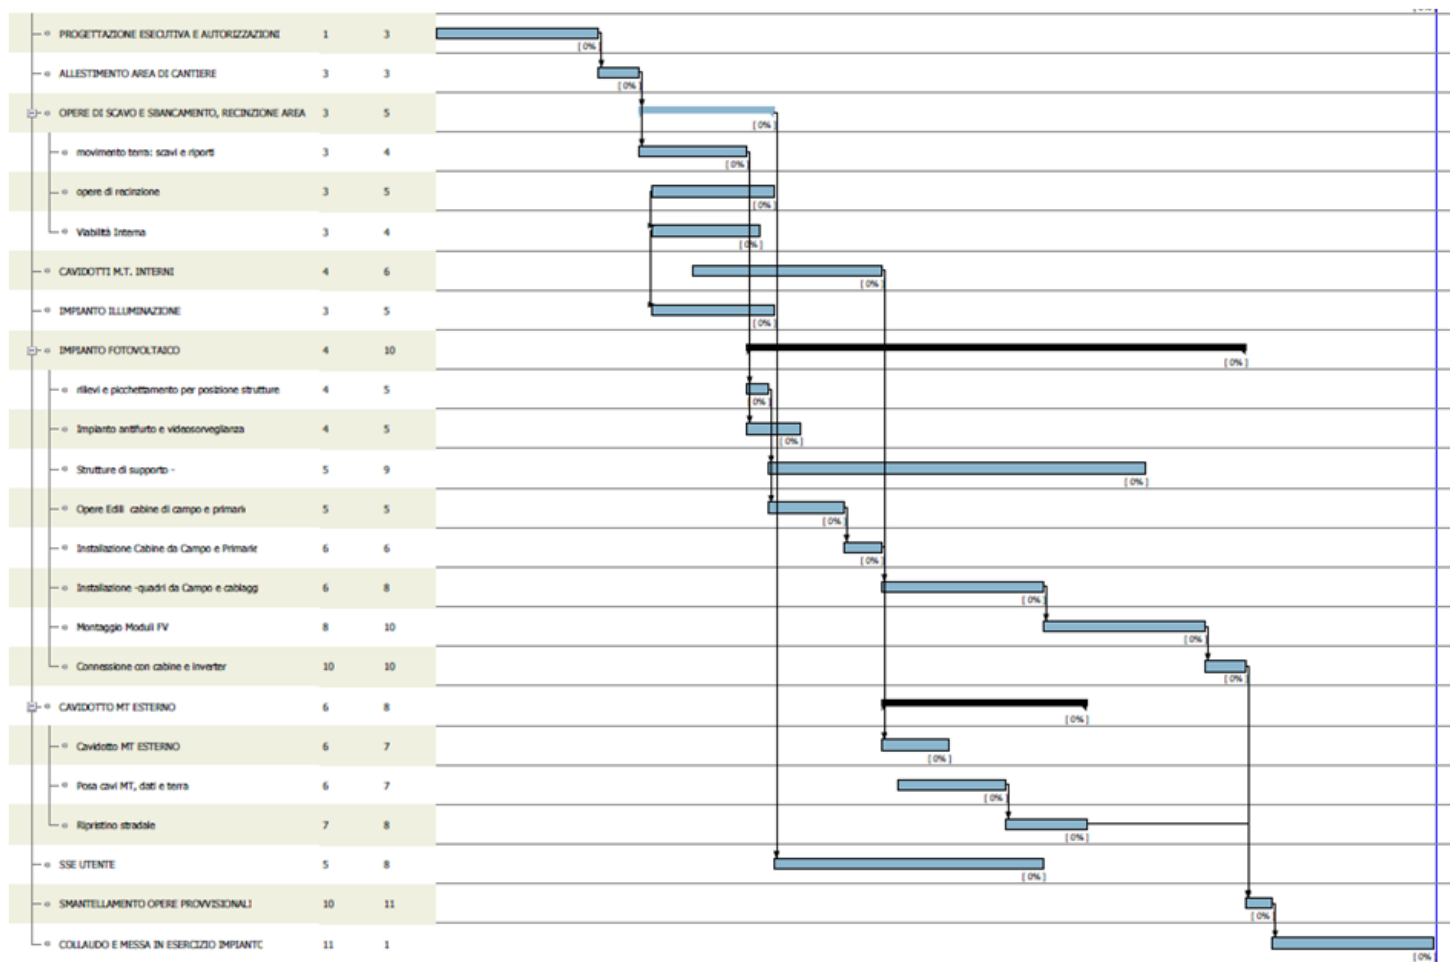 [ 0%
PROGETTAZIONE ESECUTIVA E AUTORIZZAZIONI 1 3
[ 0%
ALLESTIMENTO AREA DI CANTIERE 3 3
[ 0% ]
OPERE DI SCAVO E SBANCAMENTO, RECINZIONE AREA 3 5
[ 0% ]
movimento terra: scavi e riporti 3 4
[ 0% ]
opere di recinzione 3 5
[ 0% ]
Viabilità Interna 3 4
[ 0% ]
CAVIDOTTI M.T. INTERNI 4 6
[ 0% ]
IMPIANTO ILLUMINAZIONE 3 5
[ 0% ]
IMPIANTO FOTOVOLTAICO 4 10
[ 0% ]
rilievi e picchettamento per posizione strutture 4 5
[ 0% ]
Impianto antifurto e videosorveglianza 4 5
[ 0% ]
Strutture di supporto - 5 9
[ 0% ]
Opere Edili cabine di campo e primarie 5 5
[ 0% ]
Installazione Cabine da Campo e Primarie 6 6
[ 0% ]
Installazione -quadri da Campo e cablagg 6 8
[ 0% ]
Montaggio Moduli FV 8 10
[ 0% ]
Connessione con cabine e inverter 10 10
[ 0% ]
CAVIDOTTO MT ESTERNO 6 8
[ 0% ]
Cavidotto MT ESTERNO 6 7
[ 0% ]
Posa cavi MT, dati e terra 6 7
[ 0% ]
Ripristino stradale 7 8
[ 0% ]
SSE UTENTE 5 8
[ 0% ]
SMANTELLAMENTO OPERE PROVVISIONALI 10 11
[ 0% ]
COLLAUDO E MESSA IN ESERCIZIO IMPIANTO 11 1
[ 0% ]